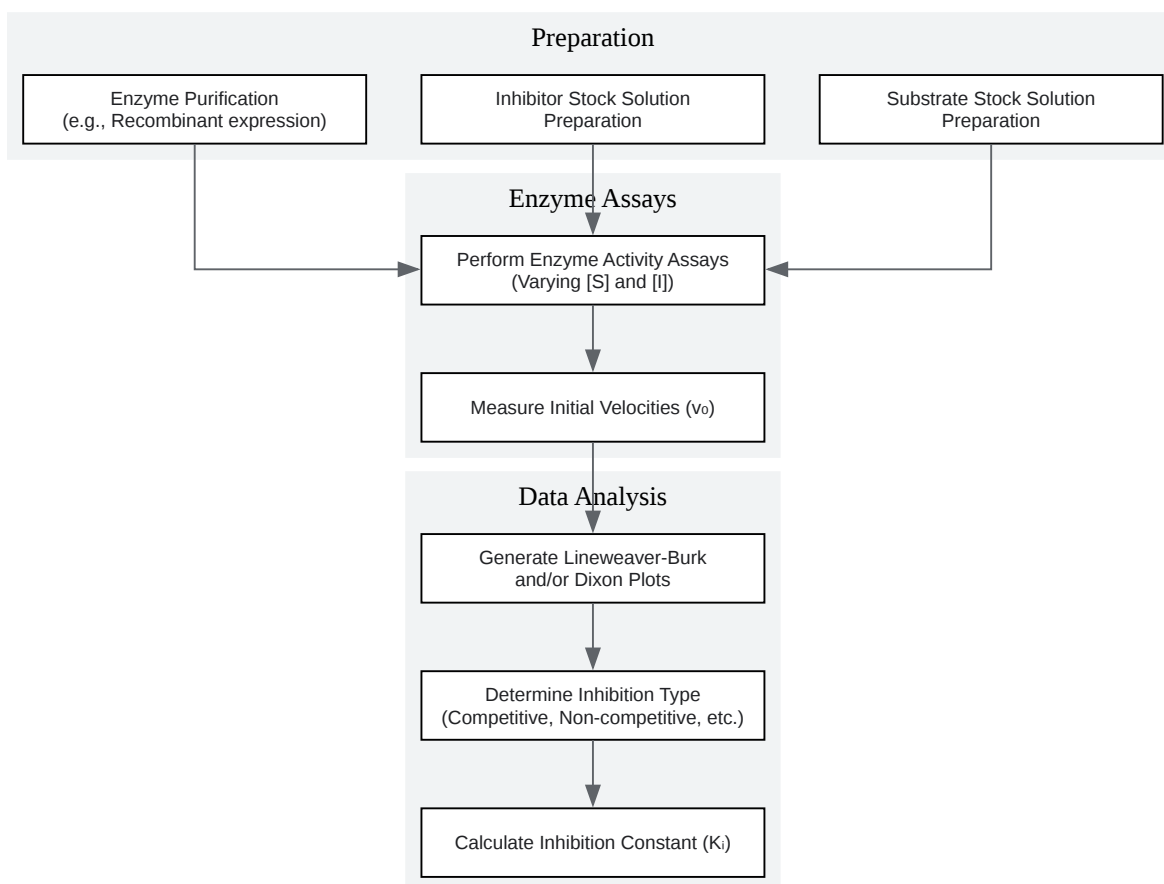 Preparation
Enzyme Purification
(e.g., Recombinant expression)
Inhibitor Stock Solution
Preparation
Substrate Stock Solution
Preparation
Enzyme Assays
Perform Enzyme Activity Assays
(Varying [S] and [I])
Measure Initial Velocities (v₀)
Data Analysis
Generate Lineweaver-Burk
and/or Dixon Plots
Determine Inhibition Type
(Competitive, Non-competitive, etc.)
Calculate Inhibition Constant (Kᵢ)